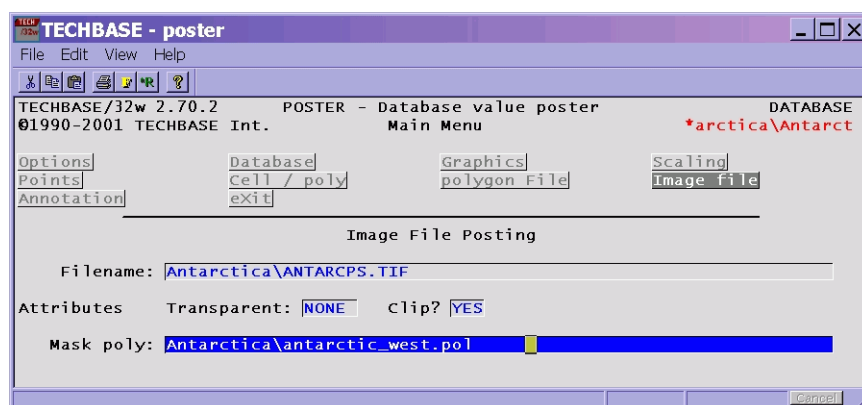 TECH /32w TECHBASE - poster
File Edit View Help
TECHBASE/32w 2.70.2 POSTER - Database value poster DATABASE
©1990-2001 TECHBASE Int. Main Menu *arctica\Antarct
Options Database Graphics Scaling
Points Cell / poly polygon File Image file
Annotation eXit
Image File Posting
Filename: Antarctica\ANTARCPS.TIF
Attributes Transparent: NONE Clip? YES
Mask poly: Antarctica\antarctic_west.pol
Cancel